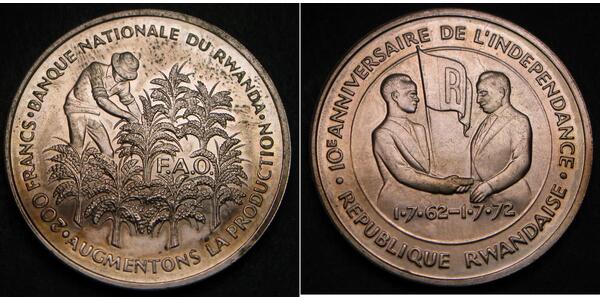 200 FRANCS · BANQUE NATIONALE DU RWANDA · AUGMENTONS LA PRODUCTION ·
F.A.O.
· 10E ANNIVERSAIRE DE L'INDEPENDANCE ·
R
1·7·62-1·7·72
REPUBLIQUE RWANDAISE